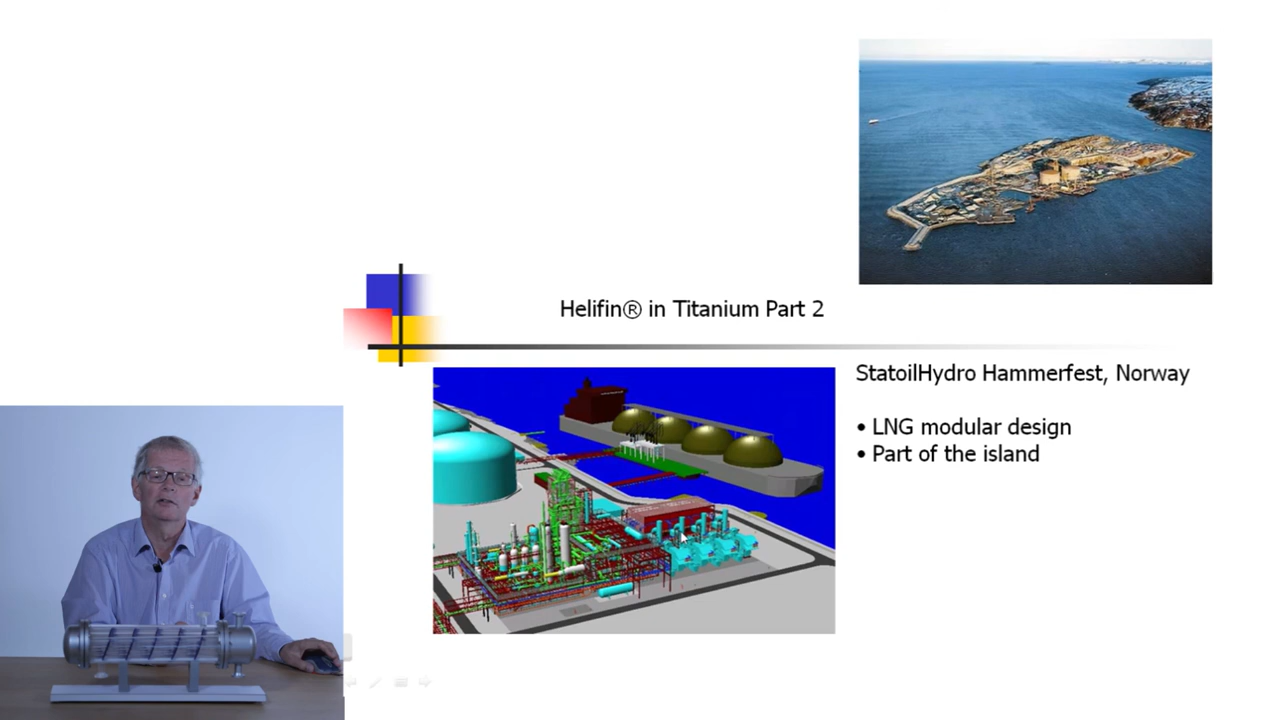 Helifin® in Titanium Part 2
StatoilHydro Hammerfest, Norway
• LNG modular design
• Part of the island